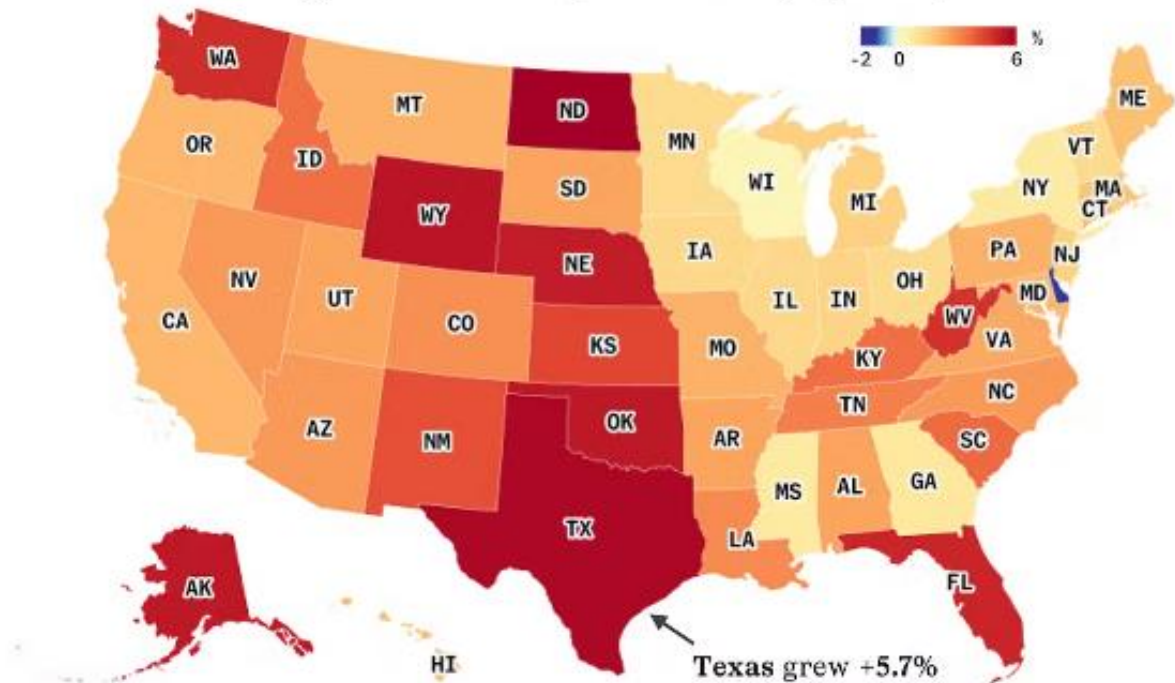 -2 0 6 %
WA
MT
ND
ME
OR
ID
MN
VT
SD
WI
NY
MA
WY
MI
CT
IA
PA
NJ
NE
OH
NV
UT
IL
IN
MD
CA
CO
WV
KS
MO
VA
KY
NC
TN
AZ
NM
OK
AR
SC
MS
AL
GA
TX
LA
AK
FL
HI
Texas grew +5.7%